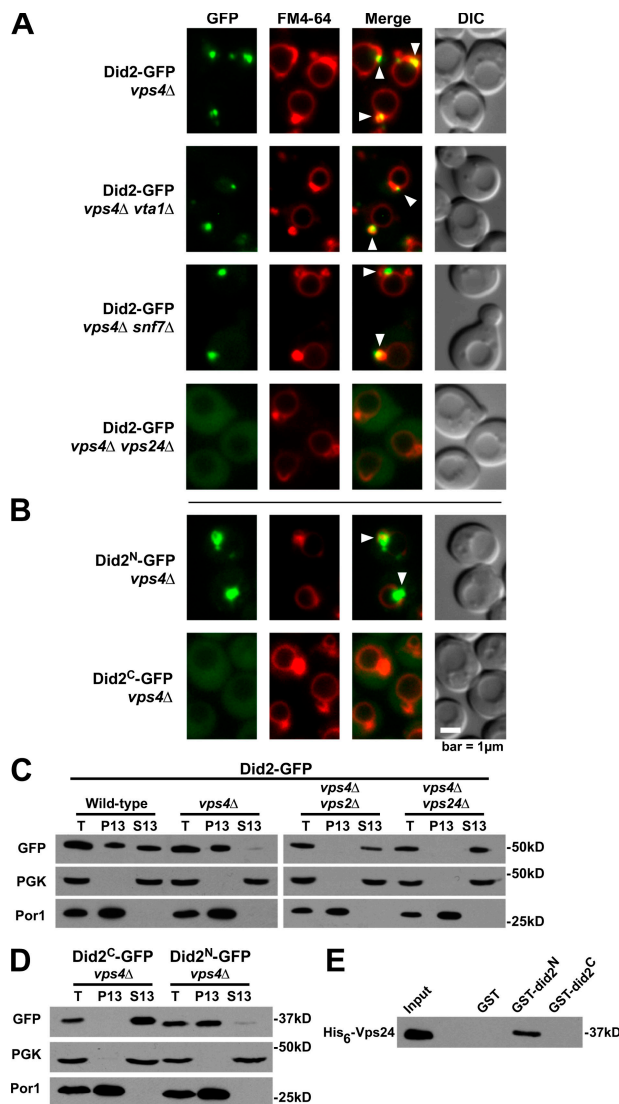 A
GFP FM4-64 Merge DIC
Did2-GFP
vps4Δ
Did2-GFP
vps4Δ vta1Δ
Did2-GFP
vps4Δ snf7Δ
Did2-GFP
vps4Δ vps24Δ
B
Did2N-GFP
vps4Δ
Did2C-GFP
vps4Δ
bar = 1µm
C
Did2-GFP
Wild-type vps4Δ vps4Δ vps2Δ vps4Δ vps24Δ
T P13 S13 T P13 S13 T P13 S13 T P13 S13
GFP -50kD
PGK -50kD
Por1 -25kD
D
Did2C-GFP Did2N-GFP
vps4Δ vps4Δ
T P13 S13 T P13 S13
GFP -37kD
PGK -50kD
Por1 -25kD
E
Input GST GST-did2N GST-did2C
His6-Vps24 -37kD